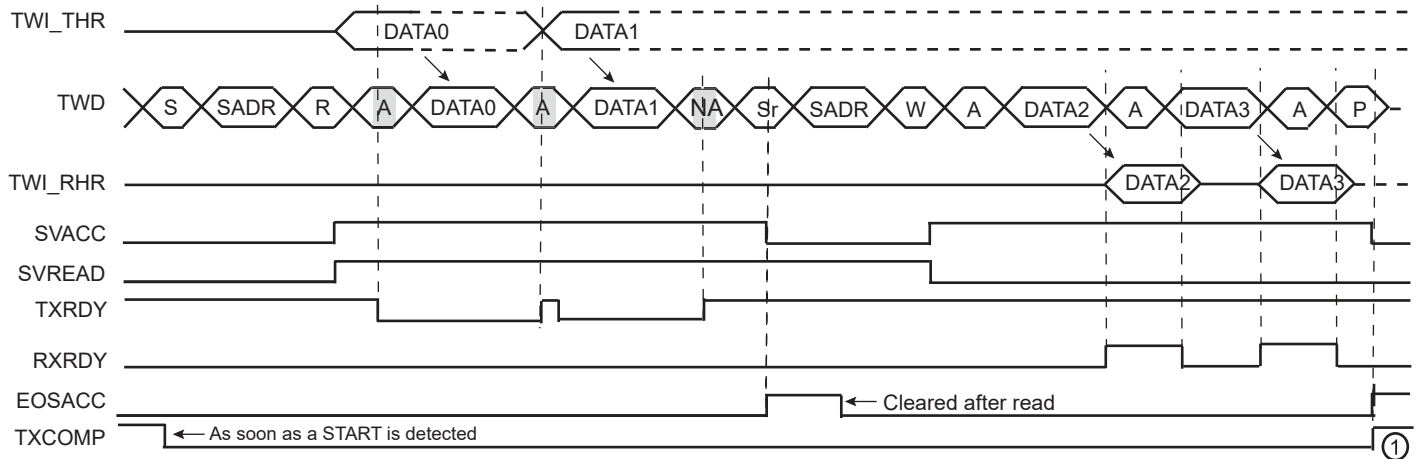 TWI_THR DATA0 DATA1
TWD S SADR R A DATA0 A DATA1 NA Sr SADR W A DATA2 A DATA3 A P
TWI_RHR DATA2 DATA3
SVACC
SVREAD
TXRDY
RXRDY
EOSACC Cleared after read
TXCOMP As soon as a START is detected 1